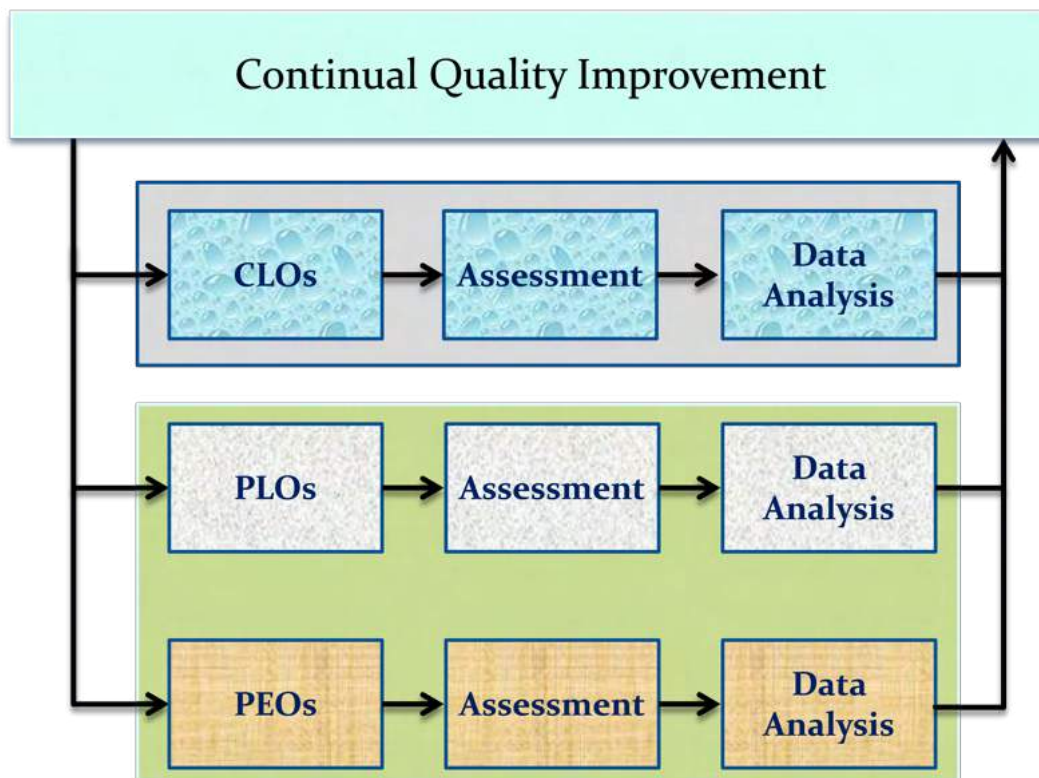 Continual Quality Improvement
CLOs
Assessment
Data
Analysis
PLOs
Assessment
Data
Analysis
PEOs
Assessment
Data
Analysis